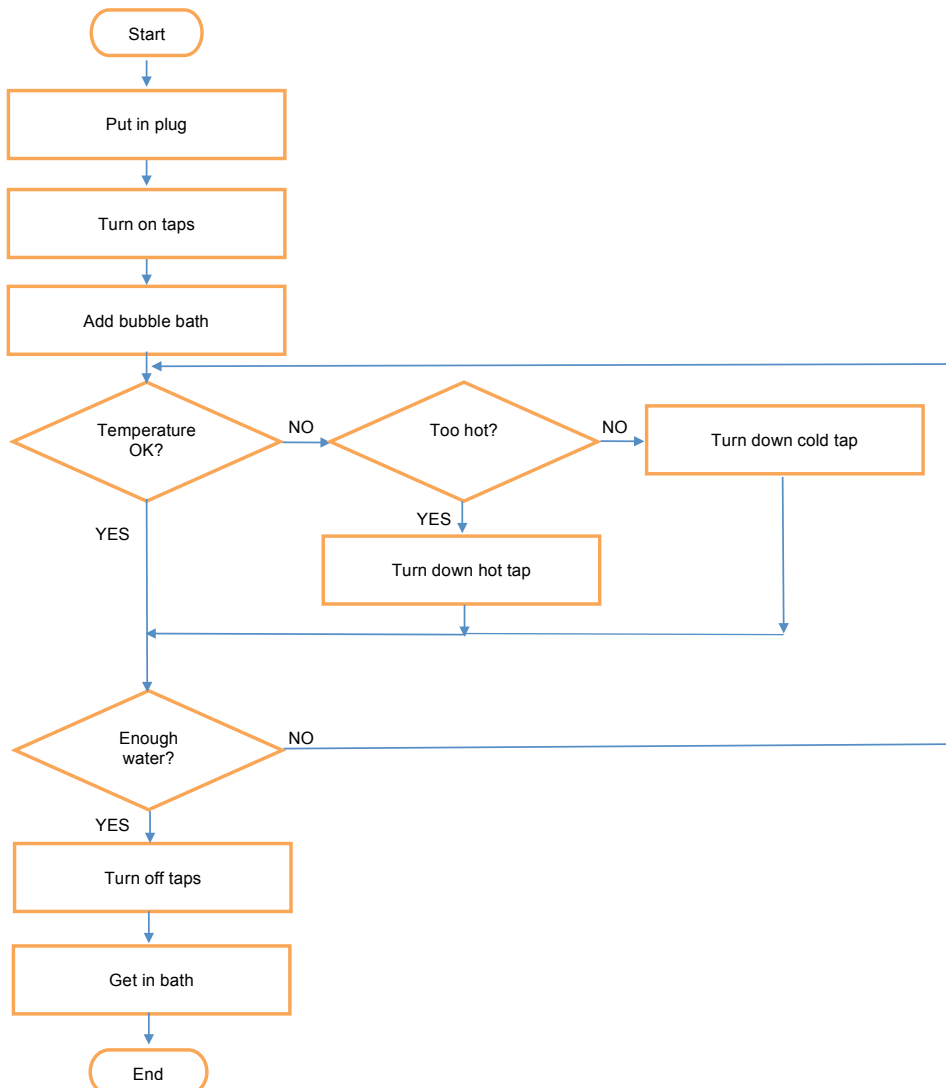 Start
Put in plug
Turn on taps
Add bubble bath
Temperature
OK?
NO
Too hot?
NO
Turn down cold tap
YES
YES
Turn down hot tap
Enough
water?
NO
YES
Turn off taps
Get in bath
End